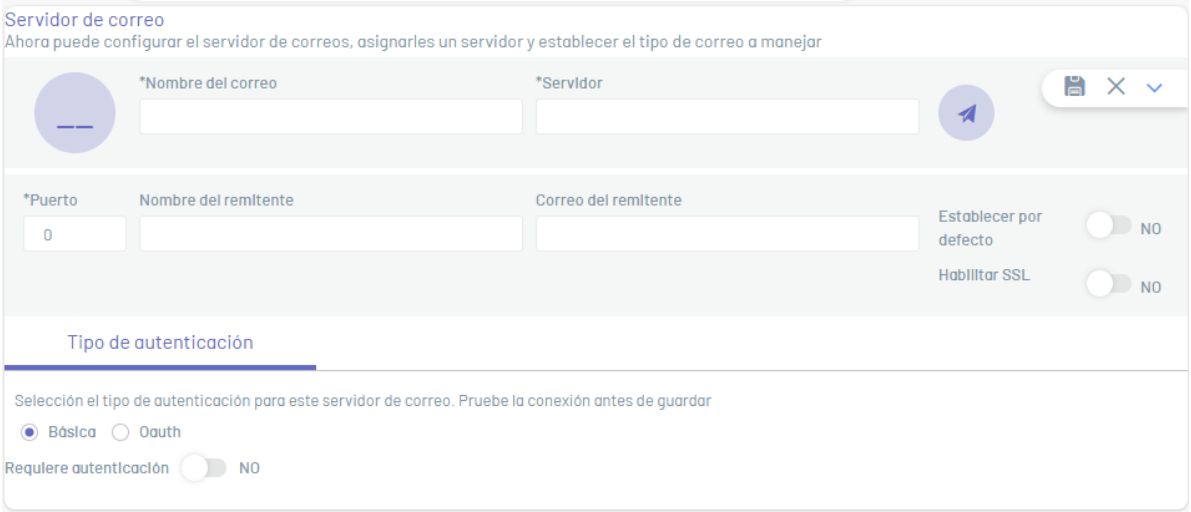 Servidor de correo
Ahora puede configurar el servidor de correos, asignarles un servidor y establecer el tipo de correo a manejar
*Nombre del correo
*Servidor
__
*Puerto
Nombre del remitente
Correo del remitente
0
Establecer por
defecto
NO
Habilitar SSL
NO
Tipo de autenticación
Selección el tipo de autenticación para este servidor de correo. Pruebe la conexión antes de guardar
Básica
Oauth
Requiere autenticación
NO